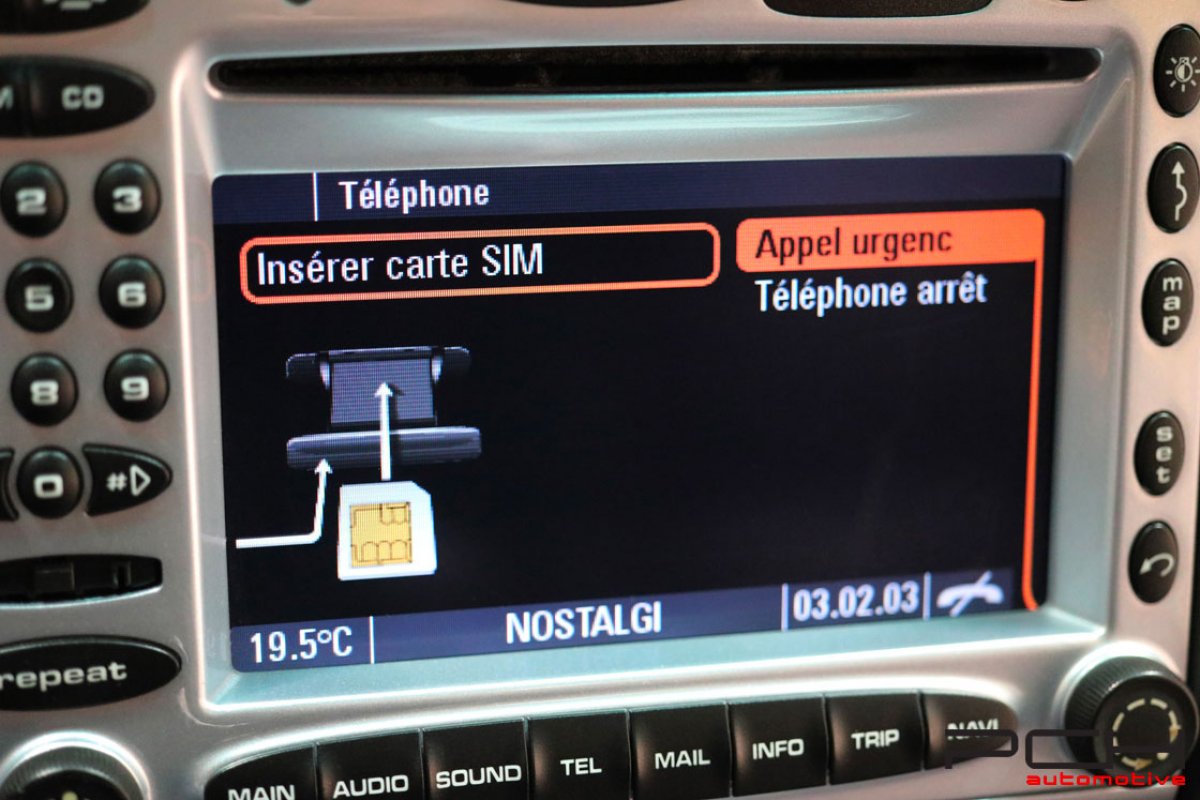 CD
2 3
5 6
8 9
0 #
repeat
Téléphone
Insérer carte SIM
Appel urgenc
Téléphone arrêt
19.5°C
NOSTALGI
03.02.03
map
set
MAIN
AUDIO
SOUND
TEL
MAIL
INFO
TRIP
NAVI
PCH
automotive